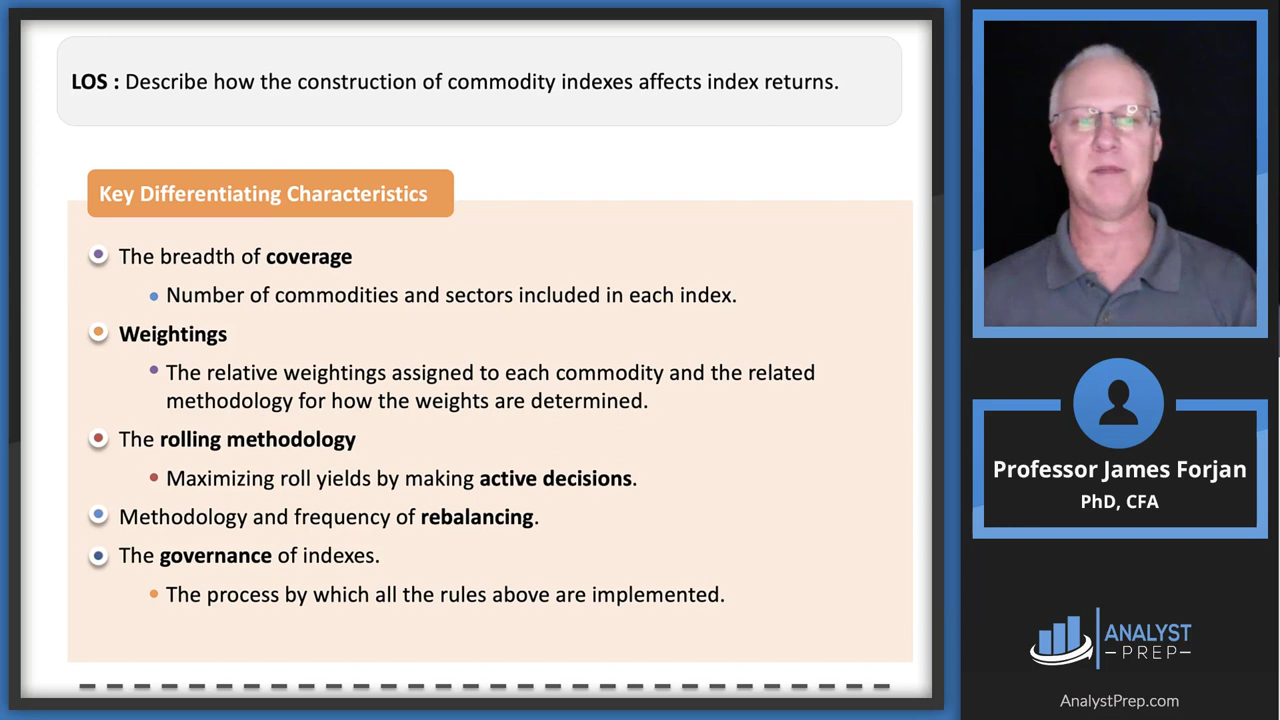 LOS : Describe how the construction of commodity indexes affects index returns.
Key Differentiating Characteristics
The breadth of coverage
Number of commodities and sectors included in each index.
Weightings
The relative weightings assigned to each commodity and the related
methodology for how the weights are determined.
The rolling methodology
Maximizing roll yields by making active decisions.
Methodology and frequency of rebalancing.
The governance of indexes.
The process by which all the rules above are implemented.
Professor James Forjan
PhD, CFA
ANALYST
PREP
AnalystPrep.com